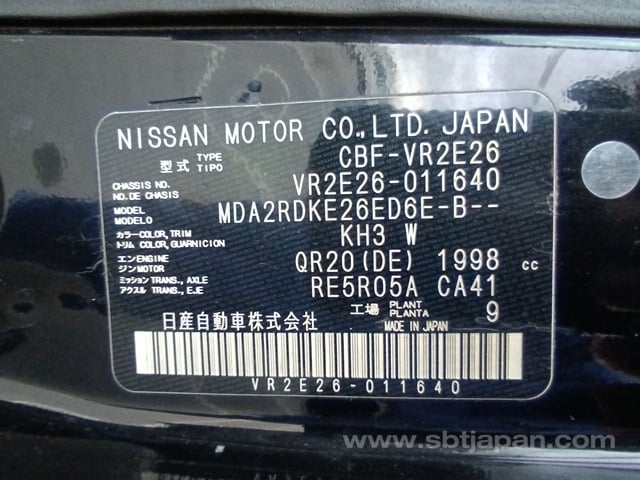 NISSAN MOTOR CO.,LTD. JAPAN
型式 TYPE TIPO CBF-VR2E26
CHASSIS NO. NO. DE CHASIS VR2E26-011640
MODEL MODELO MDA2RDKE26ED6E-B--
カラー COLOR, TRIM トリム COLOR, GUARNICION KH3 W
エンジン ENGINE MOTOR QR20(DE) 1998 cc
ミッション TRANS., AXLE アクスル TRANS., EJE RE5R05A CA41
工場 PLANT PLANTA 9
日産自動車株式会社 MADE IN JAPAN
VR2E26-011640
www.sbtjapan.com